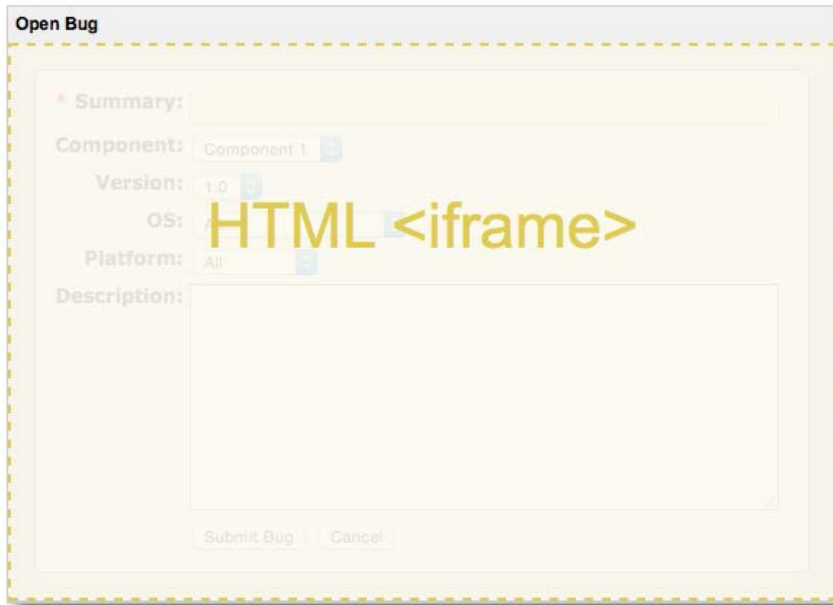 Open Bug
* Summary:
Component: Component 1
Version: 1.0
OS:
HTML <iframe>
Platform: All
Description:
Submit Bug Cancel